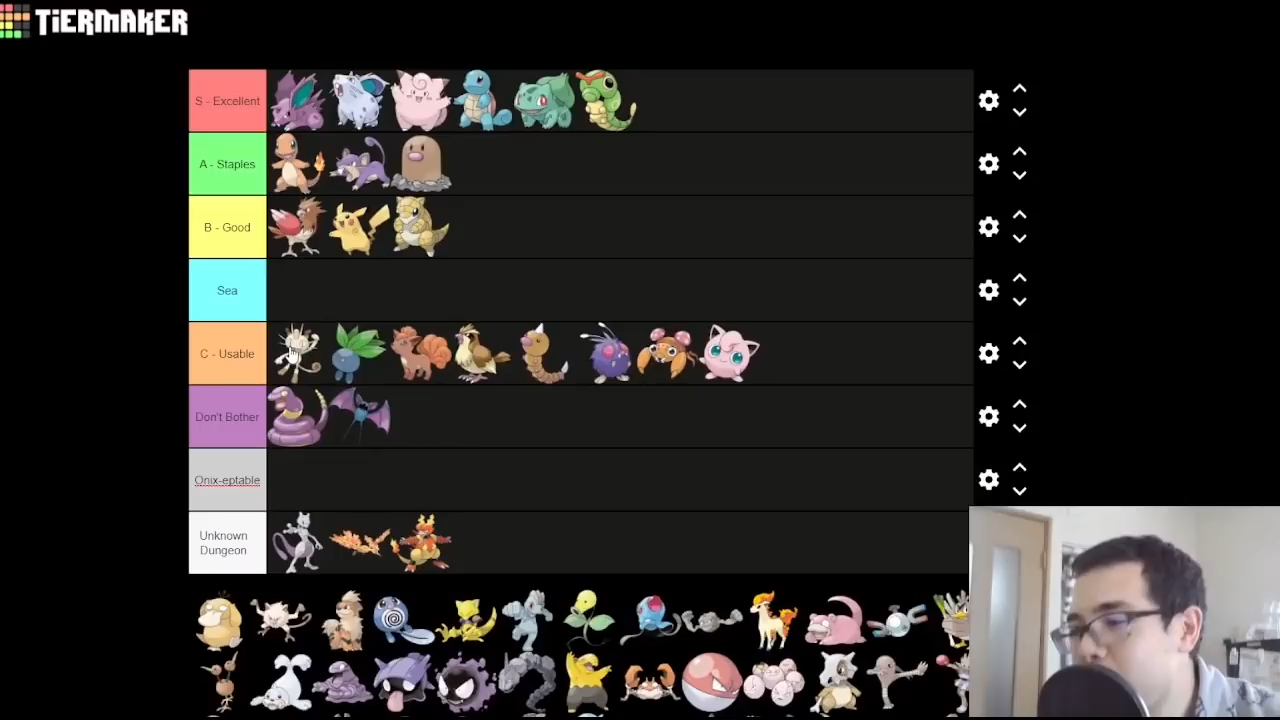 TiERMAKER
S - Excellent
A - Staples
B - Good
Sea
C - Usable
Don't Bother
Onix-eptable
Unknown
Dungeon